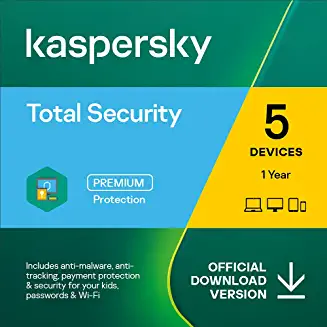 kaspersky
Total Security
PREMIUM
Protection
5
DEVICES
1 Year
Includes anti-malware, anti-
tracking, payment protection
& security for your kids,
passwords & Wi-Fi
OFFICIAL
DOWNLOAD
VERSION